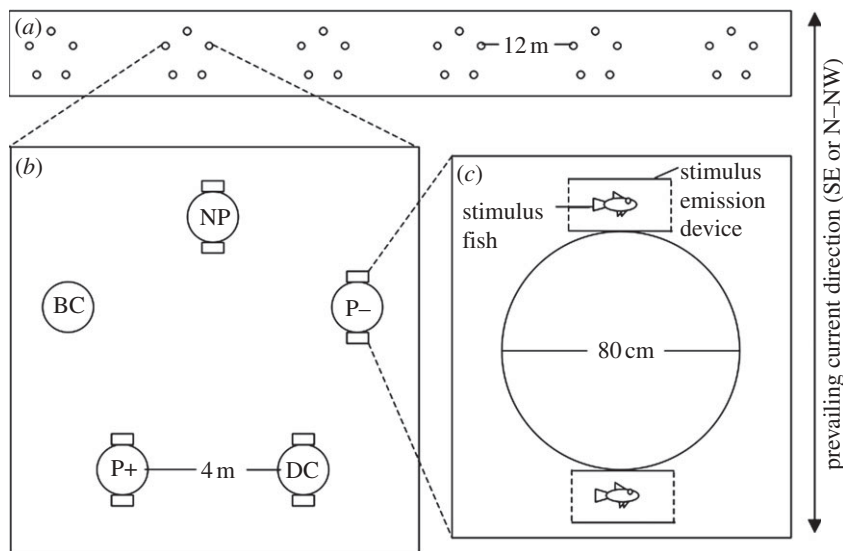 (a)
12 m
(b)
NP
BC
P–
P+
4 m
DC
(c)
stimulus
fish
stimulus
emission
device
80 cm
prevailing current direction (SE or N–NW)